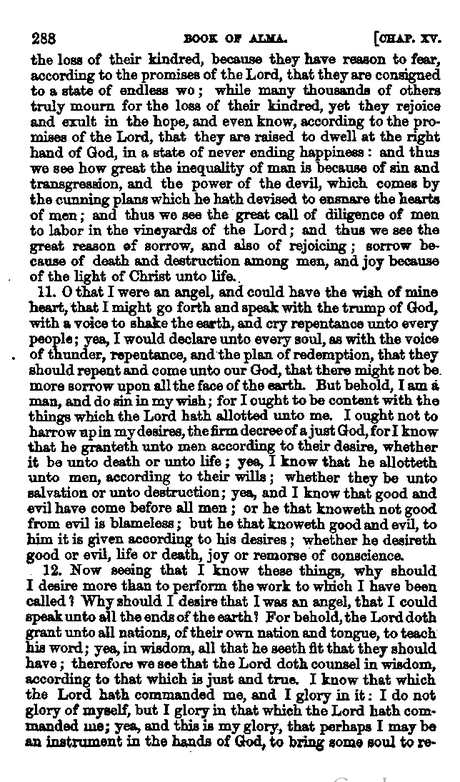 288 BOOK OF ALMA. [CHAP. XV.
the loss of their kindred, because they have reason to fear,
according to the promises of the Lord, that they are consigned
to a state of endless wo; while many thousands of others
truly mourn for the loss of their kindred, yet they rejoice
and exult in the hope, and even know, according to the pro-
mises of the Lord, that they are raised to dwell at the right
hand of God, in a state of never ending happiness: and thus
we see how great the inequality of man is because of sin and
transgression, and the power of the devil, which comes by
the cunning plans which he hath devised to ensnare the hearts
of men; and thus we see the great call of diligence of men
to labor in the vineyards of the Lord; and thus we see the
great reason of sorrow, and also of rejoicing; sorrow be-
cause of death and destruction among men, and joy because
of the light of Christ unto life.
11. O that I were an angel, and could have the wish of mine
heart, that I might go forth and speak with the trump of God,
with a voice to shake the earth, and cry repentance unto every
people; yea, I would declare unto every soul, as with the voice
of thunder, repentance, and the plan of redemption, that they
should repent and come unto our God, that there might not be
more sorrow upon all the face of the earth. But behold, I am a
man, and do sin in my wish; for I ought to be content with the
things which the Lord hath allotted unto me. I ought not to
harrow up in my desires, the firm decree of a just God, for I know
that he granteth unto men according to their desire, whether
it be unto death or unto life; yea, I know that he allotteth
unto men, according to their wills; whether they be unto
salvation or unto destruction; yea, and I know that good and
evil have come before all men; or he that knoweth not good
from evil is blameless; but he that knoweth good and evil, to
him it is given according to his desires; whether he desireth
good or evil, life or death, joy or remorse of conscience.
12. Now seeing that I know these things, why should
I desire more than to perform the work to which I have been
called? Why should I desire that I was an angel, that I could
speak unto all the ends of the earth? For behold, the Lord doth
grant unto all nations, of their own nation and tongue, to teach
his word; yea, in wisdom, all that he seeth fit that they should
have; therefore we see that the Lord doth counsel in wisdom,
according to that which is just and true. I know that which
the Lord hath commanded me, and I glory in it: I do not
glory of myself, but I glory in that which the Lord hath com-
manded me; yea, and this is my glory, that perhaps I may be
an instrument in the hands of God, to bring some soul to re-